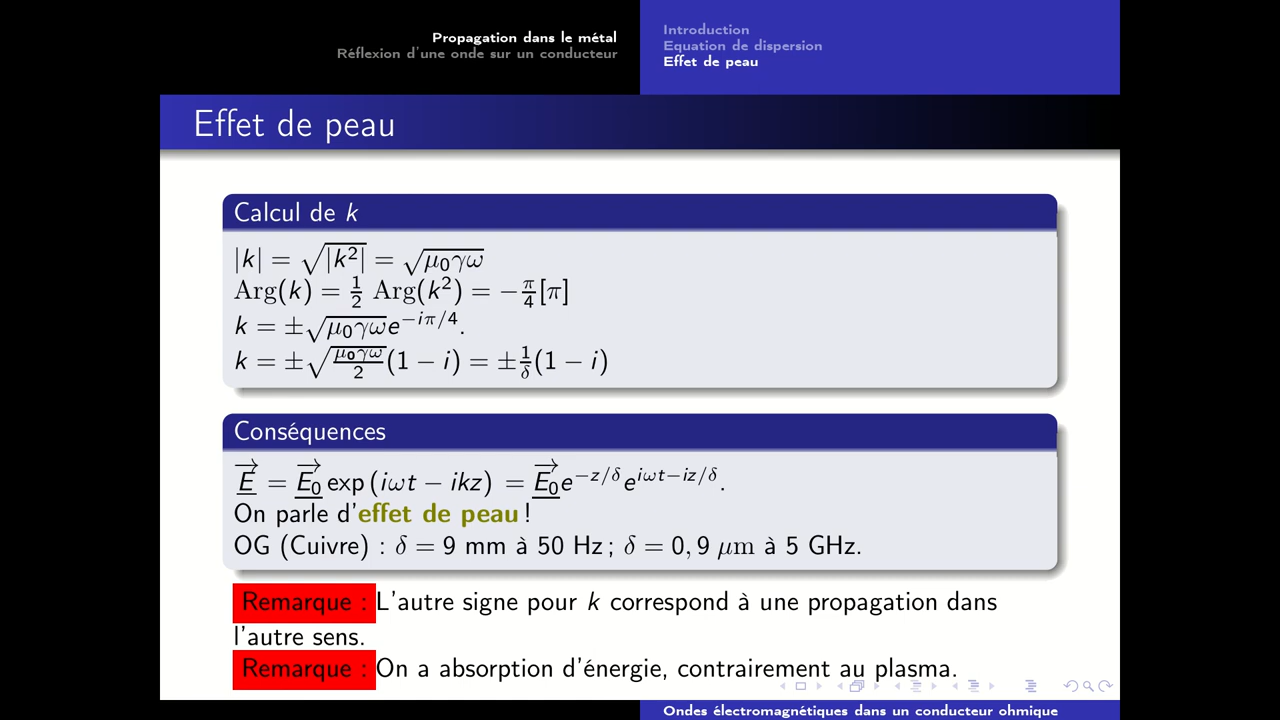 Propagation dans le métal
Réflexion d'une onde sur un conducteur
Introduction
Equation de dispersion
Effet de peau
Effet de peau
Calcul de k
|k| = √|k²| = √μ₀γω
Arg(k) = ½ Arg(k²) = −π/4[π]
k = ±√μ₀γω e^{−iπ/4}.
k = ±√(μ₀γω/2)(1 − i) = ±1/δ(1 − i)
Conséquences
E⃗ = E₀⃗ exp (iωt − ikz) = E₀⃗ e^{−z/δ} e^{iωt−iz/δ}.
On parle d'effet de peau !
OG (Cuivre) : δ = 9 mm à 50 Hz ; δ = 0, 9 μm à 5 GHz.
Remarque : L'autre signe pour k correspond à une propagation dans
l'autre sens.
Remarque : On a absorption d'énergie, contrairement au plasma.
Ondes électromagnétiques dans un conducteur ohmique